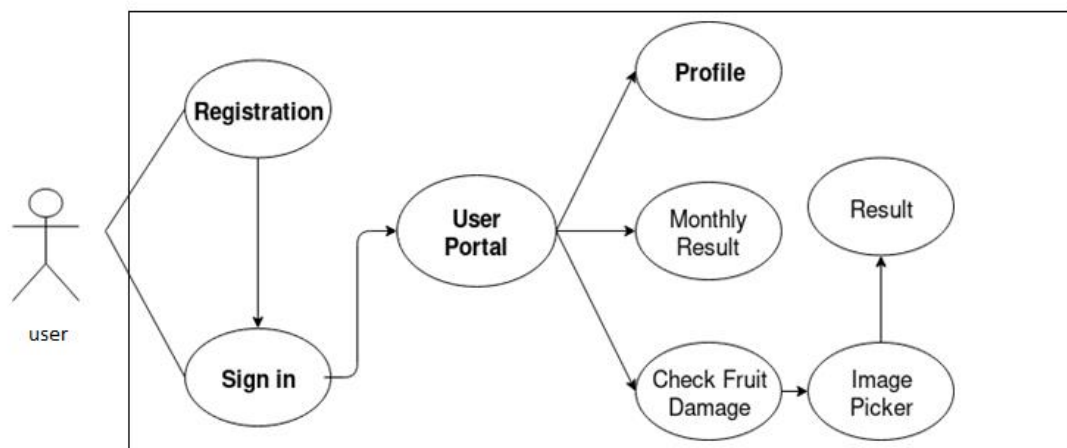 Registration
user
Sign in
User
Portal
Profile
Monthly
Result
Check Fruit
Damage
Image
Picker
Result